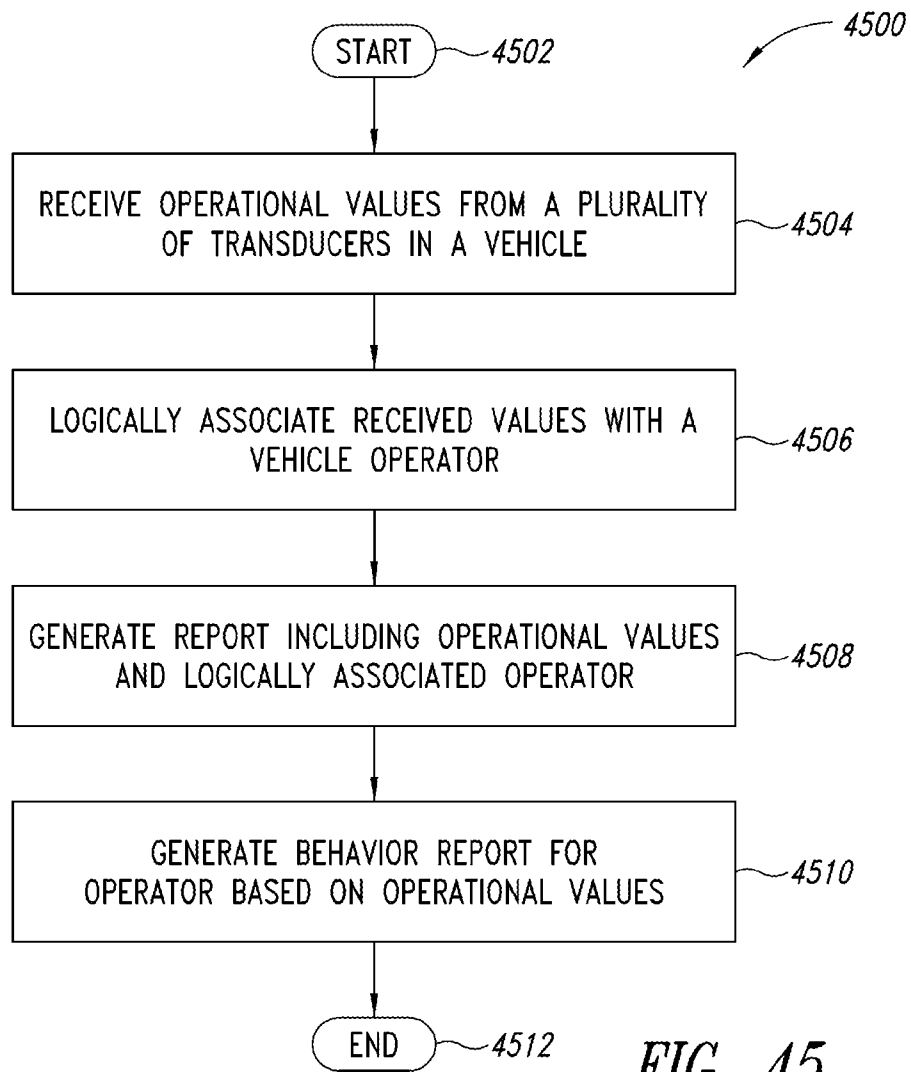 4500
START
4502
RECEIVE OPERATIONAL VALUES FROM A PLURALITY
OF TRANSDUCERS IN A VEHICLE
4504
LOGICALLY ASSOCIATE RECEIVED VALUES WITH A
VEHICLE OPERATOR
4506
GENERATE REPORT INCLUDING OPERATIONAL VALUES
AND LOGICALLY ASSOCIATED OPERATOR
4508
GENERATE BEHAVIOR REPORT FOR
OPERATOR BASED ON OPERATIONAL VALUES
4510
END
4512
FIG. 45